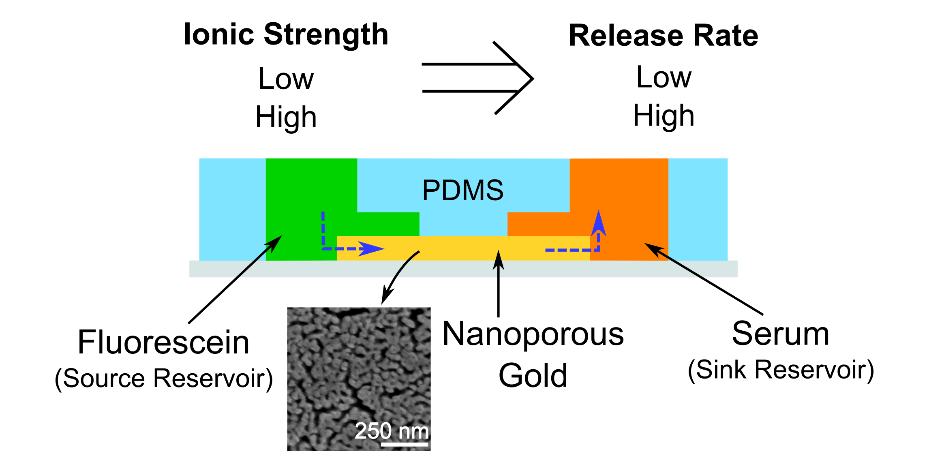 Ionic Strength
Low
High
Release Rate
Low
High
PDMS
Fluorescein
(Source Reservoir)
250 nm
Nanoporous
Gold
Serum
(Sink Reservoir)